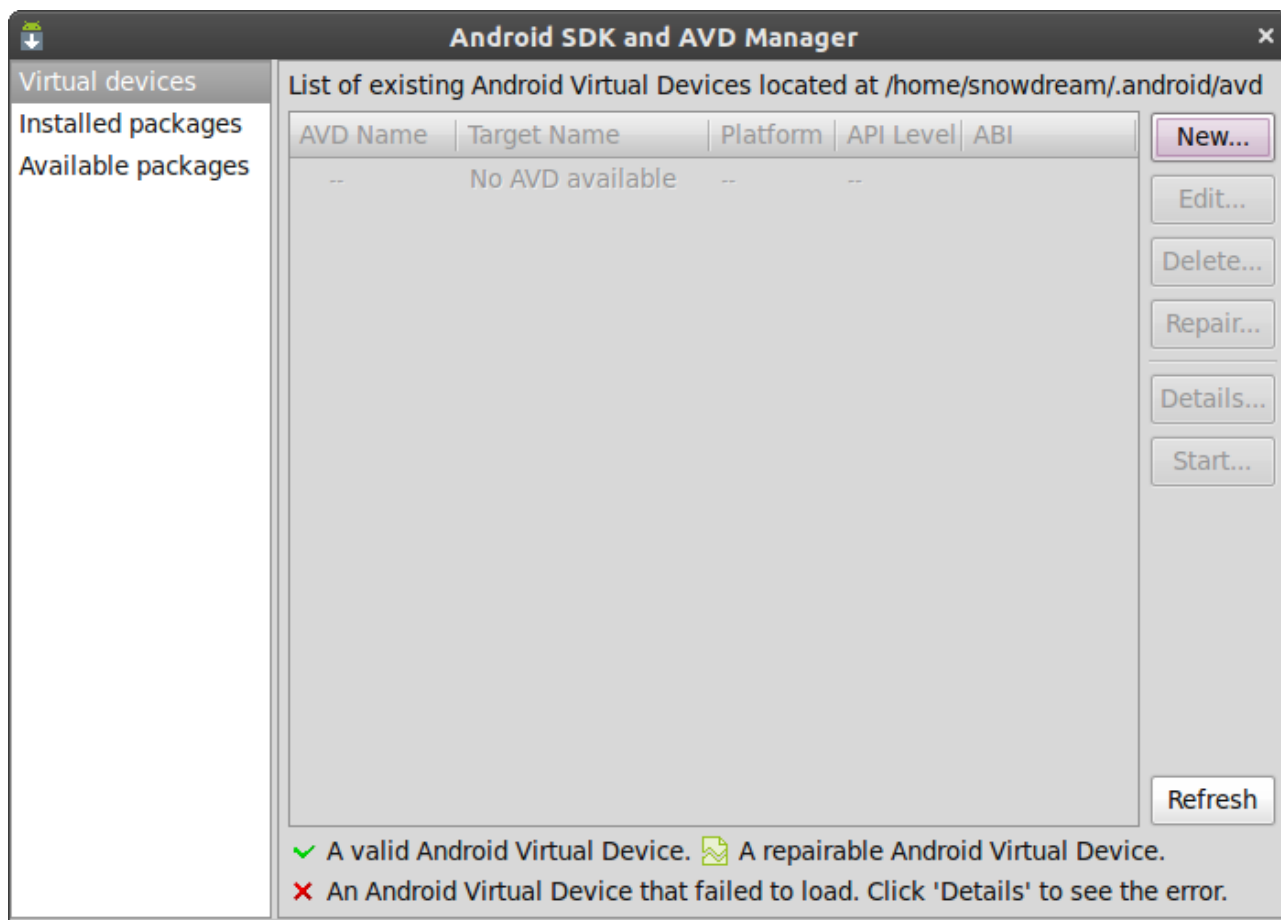 Android SDK and AVD Manager
Virtual devices
Installed packages
Available packages
List of existing Android Virtual Devices located at /home/snowdream/.android/avd
AVD Name Target Name Platform API Level ABI
-- No AVD available -- --
New...
Edit...
Delete...
Repair...
Details...
Start...
Refresh
A valid Android Virtual Device. A repairable Android Virtual Device.
An Android Virtual Device that failed to load. Click 'Details' to see the error.